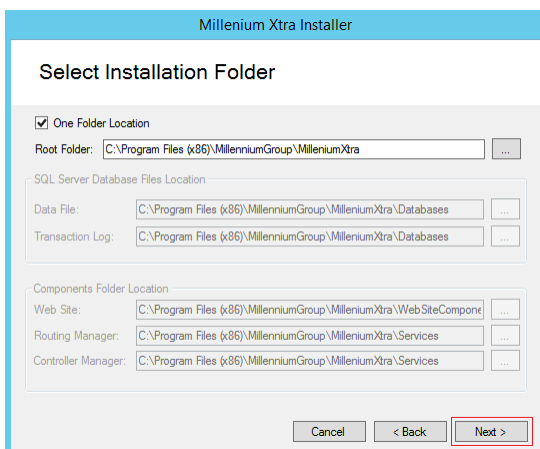 Millenium Xtra Installer
Select Installation Folder
One Folder Location
Root Folder: C:\Program Files (x86)\MillenniumGroup\MilleniumXtra ...
SQL Server Database Files Location
Data File: C:\Program Files (x86)\MillenniumGroup\MilleniumXtra\Databases ...
Transaction Log: C:\Program Files (x86)\MillenniumGroup\MilleniumXtra\Databases ...
Components Folder Location
Web Site: C:\Program Files (x86)\MillenniumGroup\MilleniumXtra\WebSiteCompone ...
Routing Manager: C:\Program Files (x86)\MillenniumGroup\MilleniumXtra\Services ...
Controller Manager: C:\Program Files (x86)\MillenniumGroup\MilleniumXtra\Services ...
Cancel < Back Next >